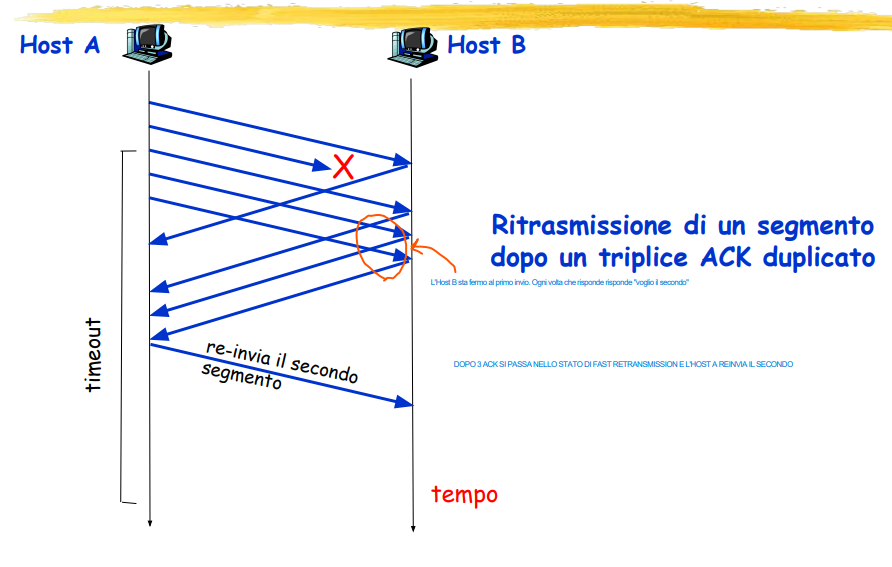 Host A
Host B
X
Ritrasmissione di un segmento
dopo un triplice ACK duplicato
L'Host B sta fermo al primo invio. Ogni volta che risponde risponde "voglio il secondo"
timeout
re-invia il secondo
segmento
DOPO 3 ACK SI PASSA NELLO STATO DI FAST RETRANSMISSION E L'HOST A REINVIA IL SECONDO
tempo